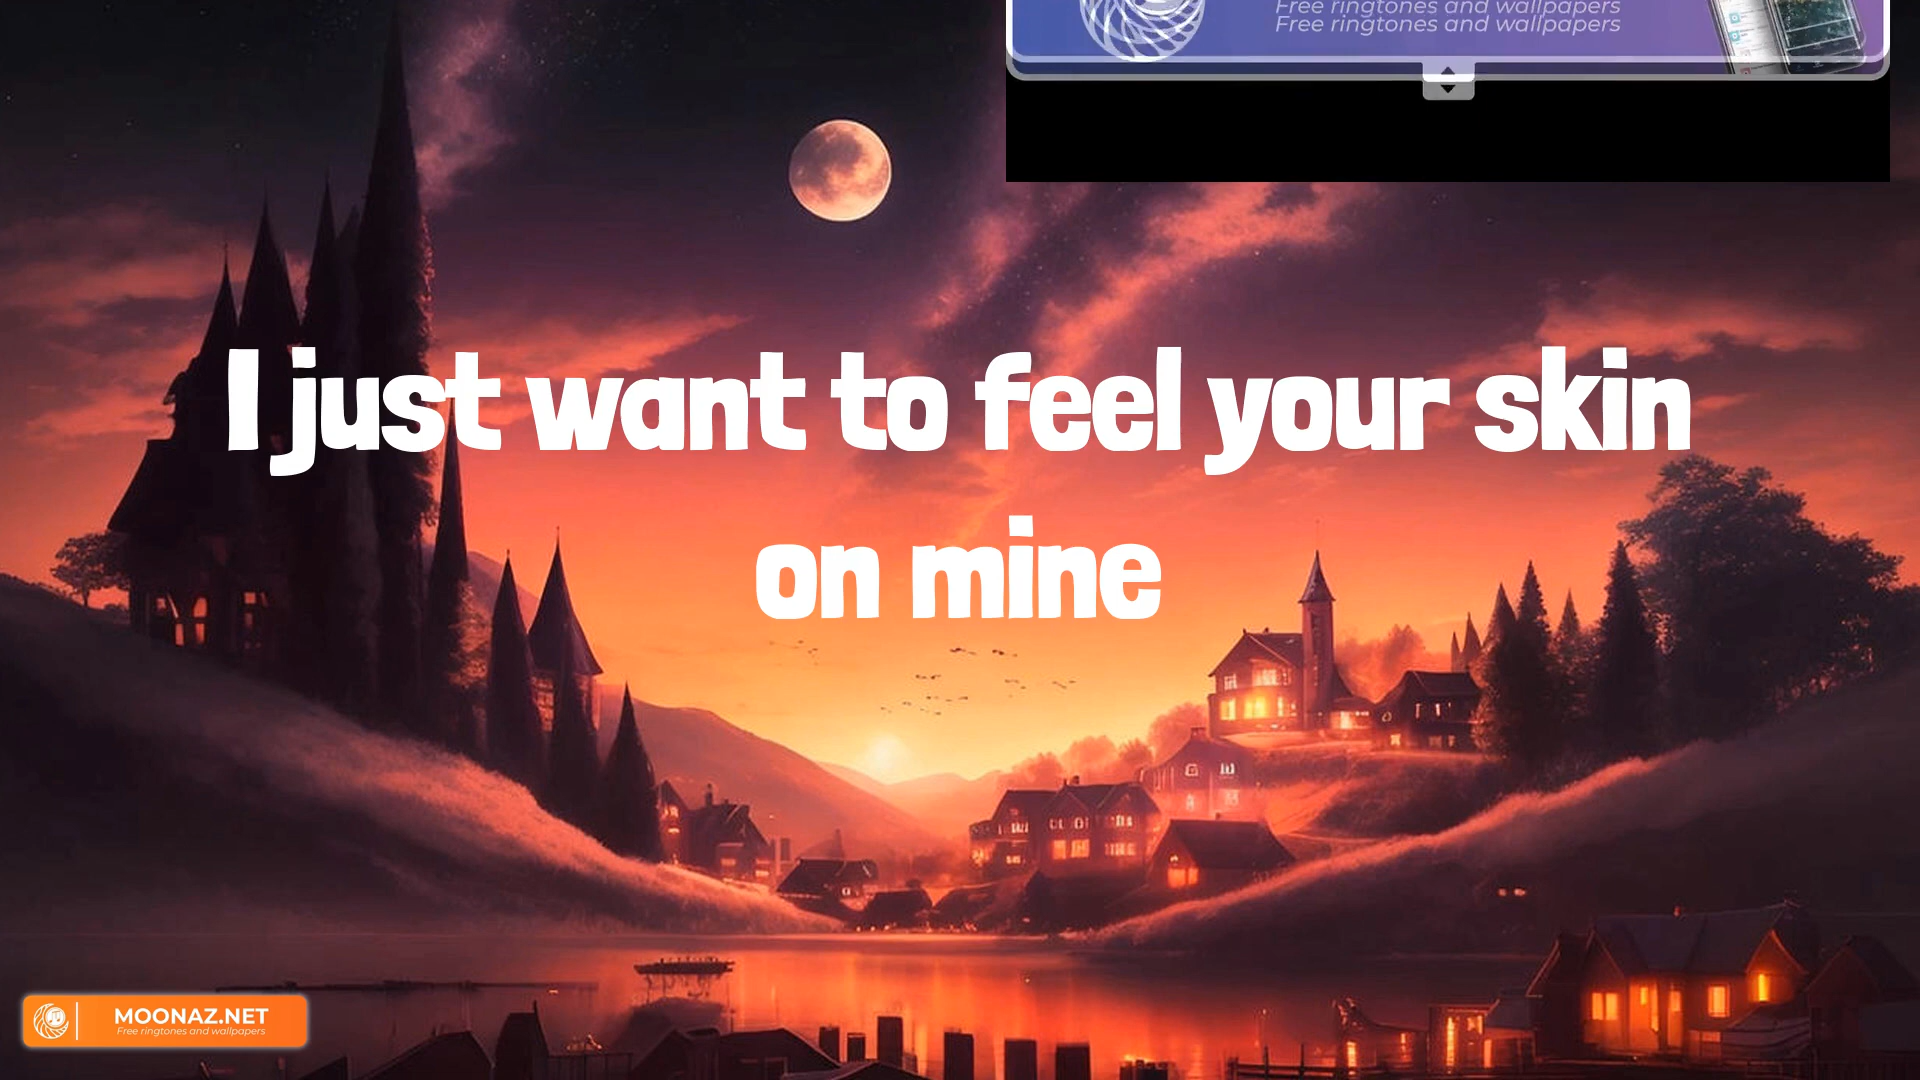 Free ringtones and wallpapers
Free ringtones and wallpapers
I just want to feel your skin
on mine
MOONAZ.NET
Free ringtones and wallpapers